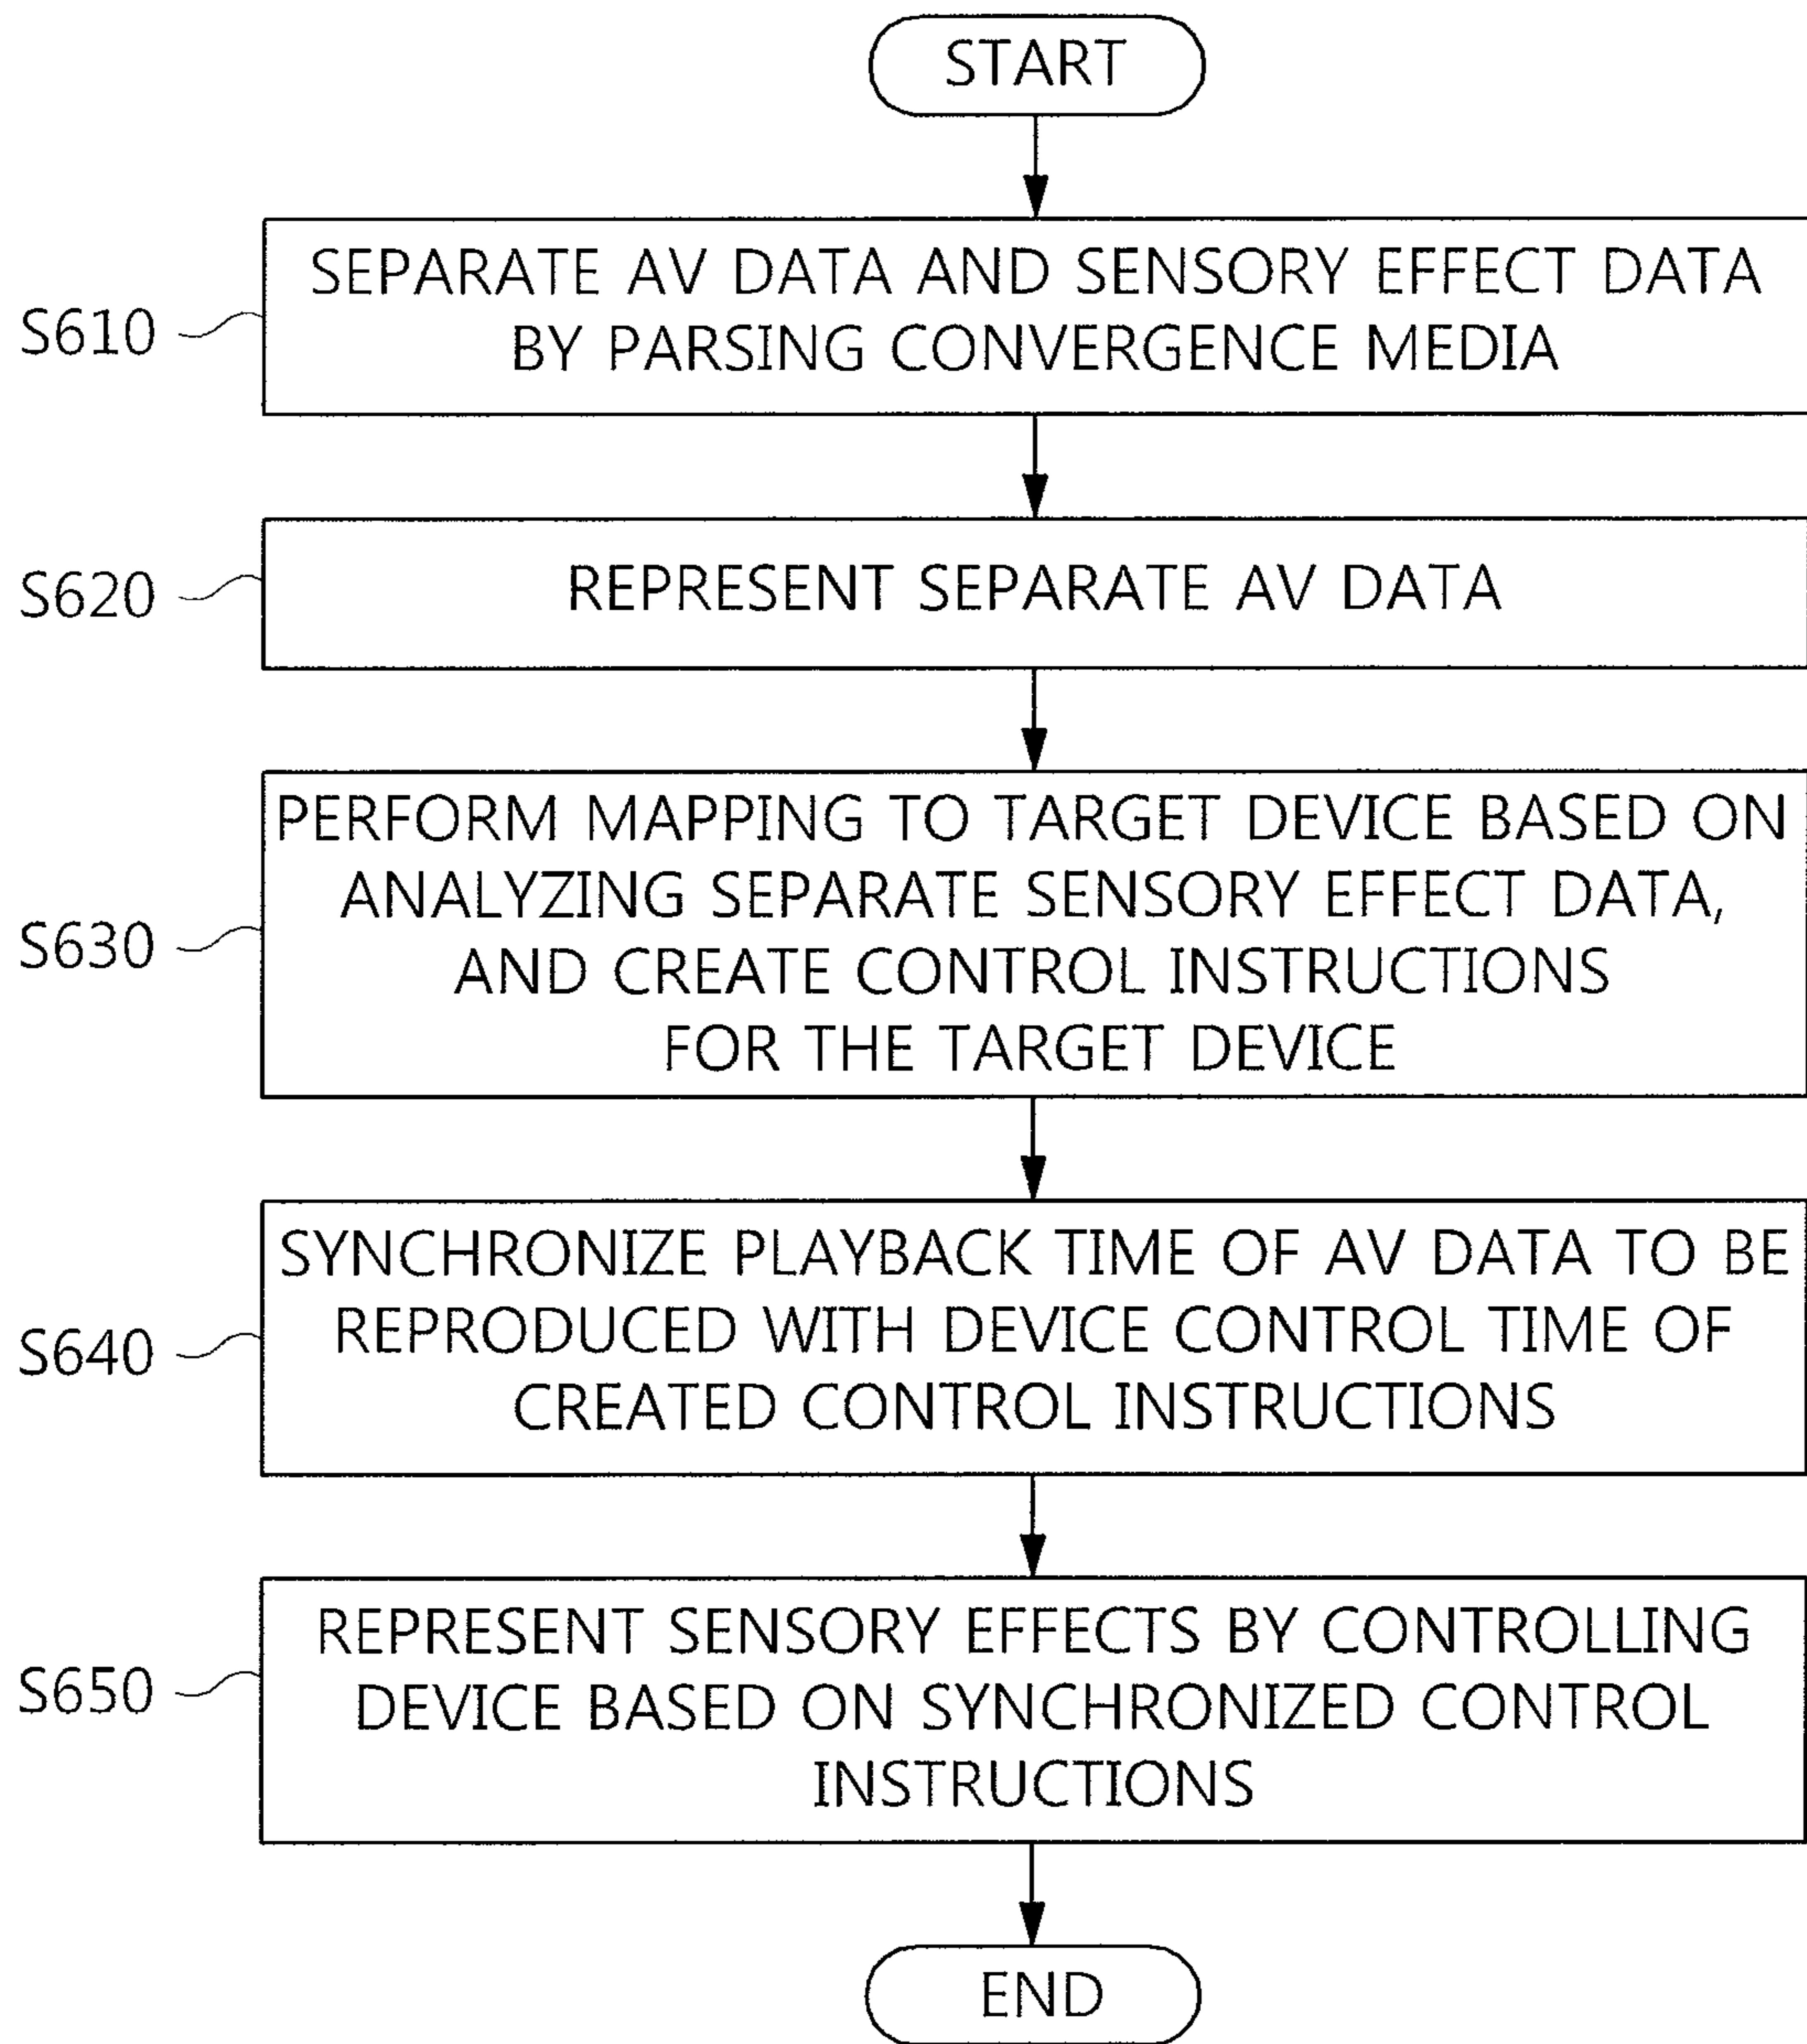 START
S610
SEPARATE AV DATA AND SENSORY EFFECT DATA
BY PARSING CONVERGENCE MEDIA
S620
REPRESENT SEPARATE AV DATA
S630
PERFORM MAPPING TO TARGET DEVICE BASED ON
ANALYZING SEPARATE SENSORY EFFECT DATA,
AND CREATE CONTROL INSTRUCTIONS
FOR THE TARGET DEVICE
S640
SYNCHRONIZE PLAYBACK TIME OF AV DATA TO BE
REPRODUCED WITH DEVICE CONTROL TIME OF
CREATED CONTROL INSTRUCTIONS
S650
REPRESENT SENSORY EFFECTS BY CONTROLLING
DEVICE BASED ON SYNCHRONIZED CONTROL
INSTRUCTIONS
END